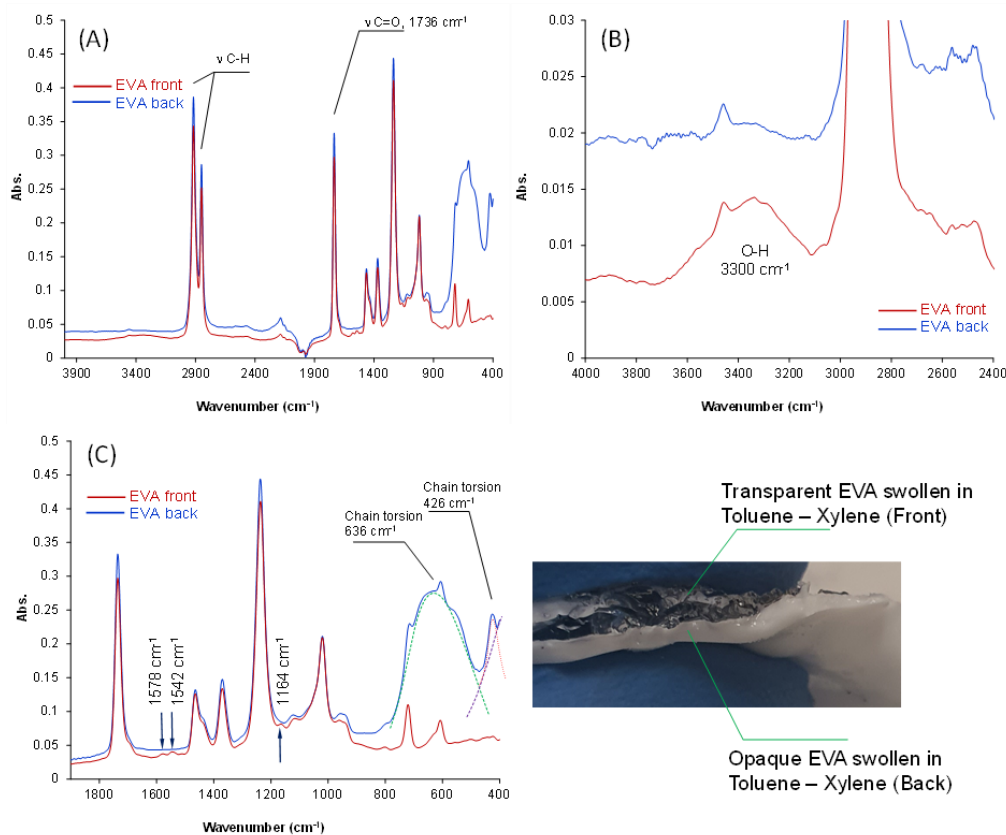 (A)
ν C-H
ν C=O, 1736 cm⁻¹
EVA front
EVA back
Abs.
0.5
0.45
0.4
0.35
0.3
0.25
0.2
0.15
0.1
0.05
0
3900 3400 2900 2400 1900 1400 900 400
Wavenumber (cm⁻¹)
(B)
Abs.
0.03
0.025
0.02
0.015
0.01
0.005
0
O-H
3300 cm⁻¹
EVA front
EVA back
4000 3800 3600 3400 3200 3000 2800 2600 2400
Wavenumber (cm⁻¹)
(C)
EVA front
EVA back
Abs.
0.5
0.45
0.4
0.35
0.3
0.25
0.2
0.15
0.1
0.05
0
1578 cm⁻¹
1542 cm⁻¹
1164 cm⁻¹
Chain torsion
636 cm⁻¹
Chain torsion
426 cm⁻¹
1800 1600 1400 1200 1000 800 600 400
Wavenumber (cm⁻¹)
Transparent EVA swollen in
Toluene – Xylene (Front)
Opaque EVA swollen in
Toluene – Xylene (Back)